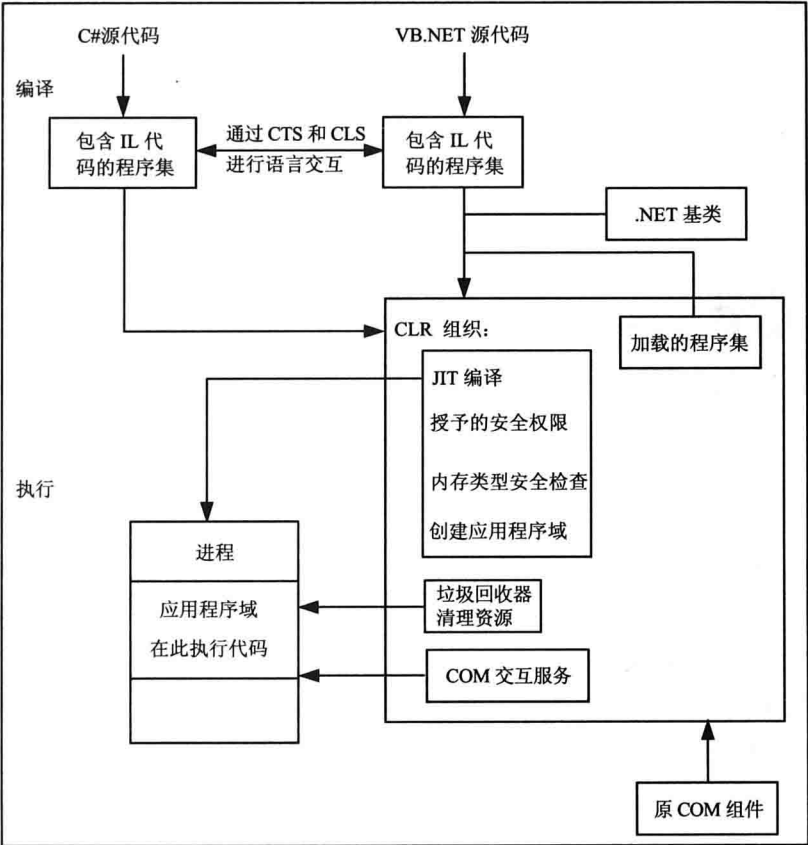 C#源代码
VB.NET 源代码
编译
包含 IL 代
码的程序集
通过 CTS 和 CLS
进行语言交互
包含 IL 代
码的程序集
.NET 基类
CLR 组织：
加载的程序集
JIT 编译
授予的安全权限
内存类型安全检查
创建应用程序域
执行
进程
应用程序域
在此执行代码
垃圾回收器
清理资源
COM 交互服务
原 COM 组件